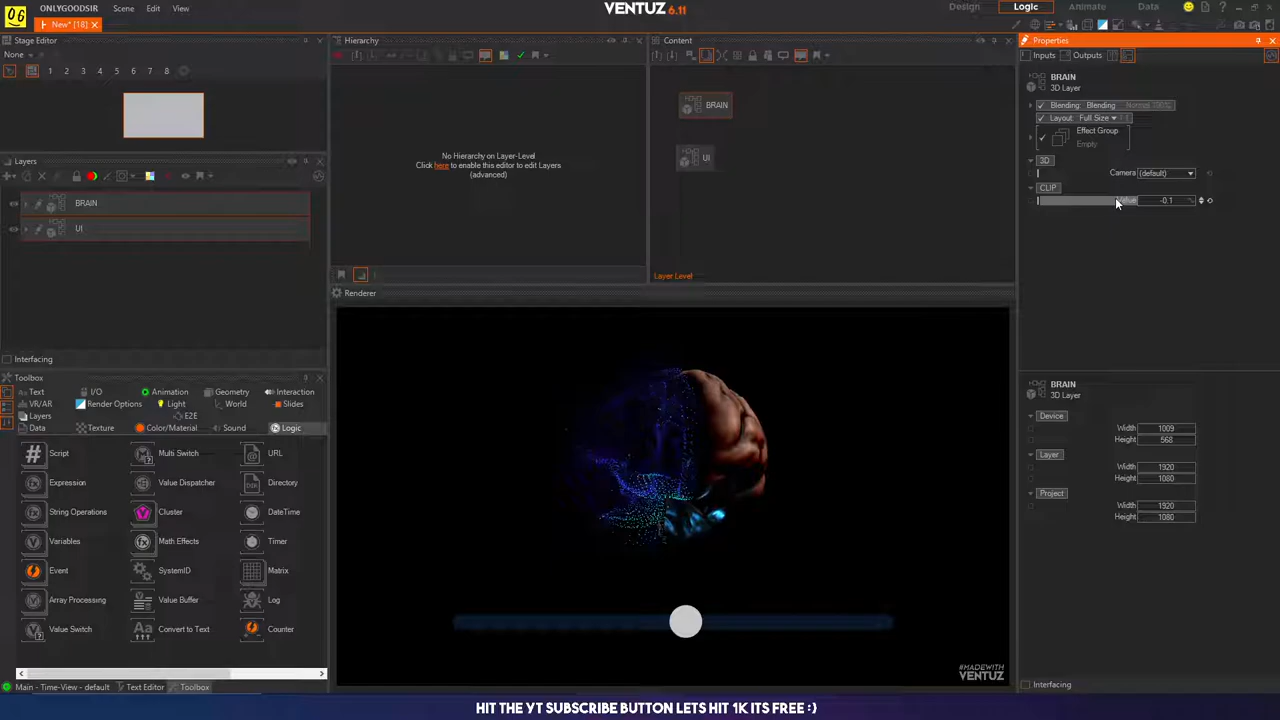 06 ONLYGOODSIR Scene Edit View VENTUZ 6.11 Design Logic Animate Data
New* [18]
Stage Editor
None
1 2 3 4 5 6 7 8
Layers
BRAIN
UI
Interfacing
Toolbox
Text I/O Animation Geometry Interaction
VR/AR Render Options Light World Slides
Layers E2E
Data Texture Color/Material Sound Logic
Script Multi Switch URL
Expression Value Dispatcher Directory
String Operations Cluster DateTime
Variables Math Effects Timer
Event SystemID Matrix
Array Processing Value Buffer Log
Value Switch Convert to Text Counter
Main - Time-View - default Text Editor Toolbox
Hierarchy
No Hierarchy on Layer-Level
Click here to enable this editor to edit Layers
(advanced)
Content
BRAIN
UI
Layer Level
Renderer
#MADEWITH
VENTUZ
Properties
Inputs Outputs
BRAIN
3D Layer
Blending: Blending Normal 100%
Layout: Full Size
Effect Group
Empty
3D
Camera (default)
CLIP
Value -0.1
BRAIN
3D Layer
Device
Width 1009
Height 568
Layer
Width 1920
Height 1080
Project
Width 1920
Height 1080
Interfacing
HIT THE YT SUBSCRIBE BUTTON LETS HIT 1K ITS FREE :)